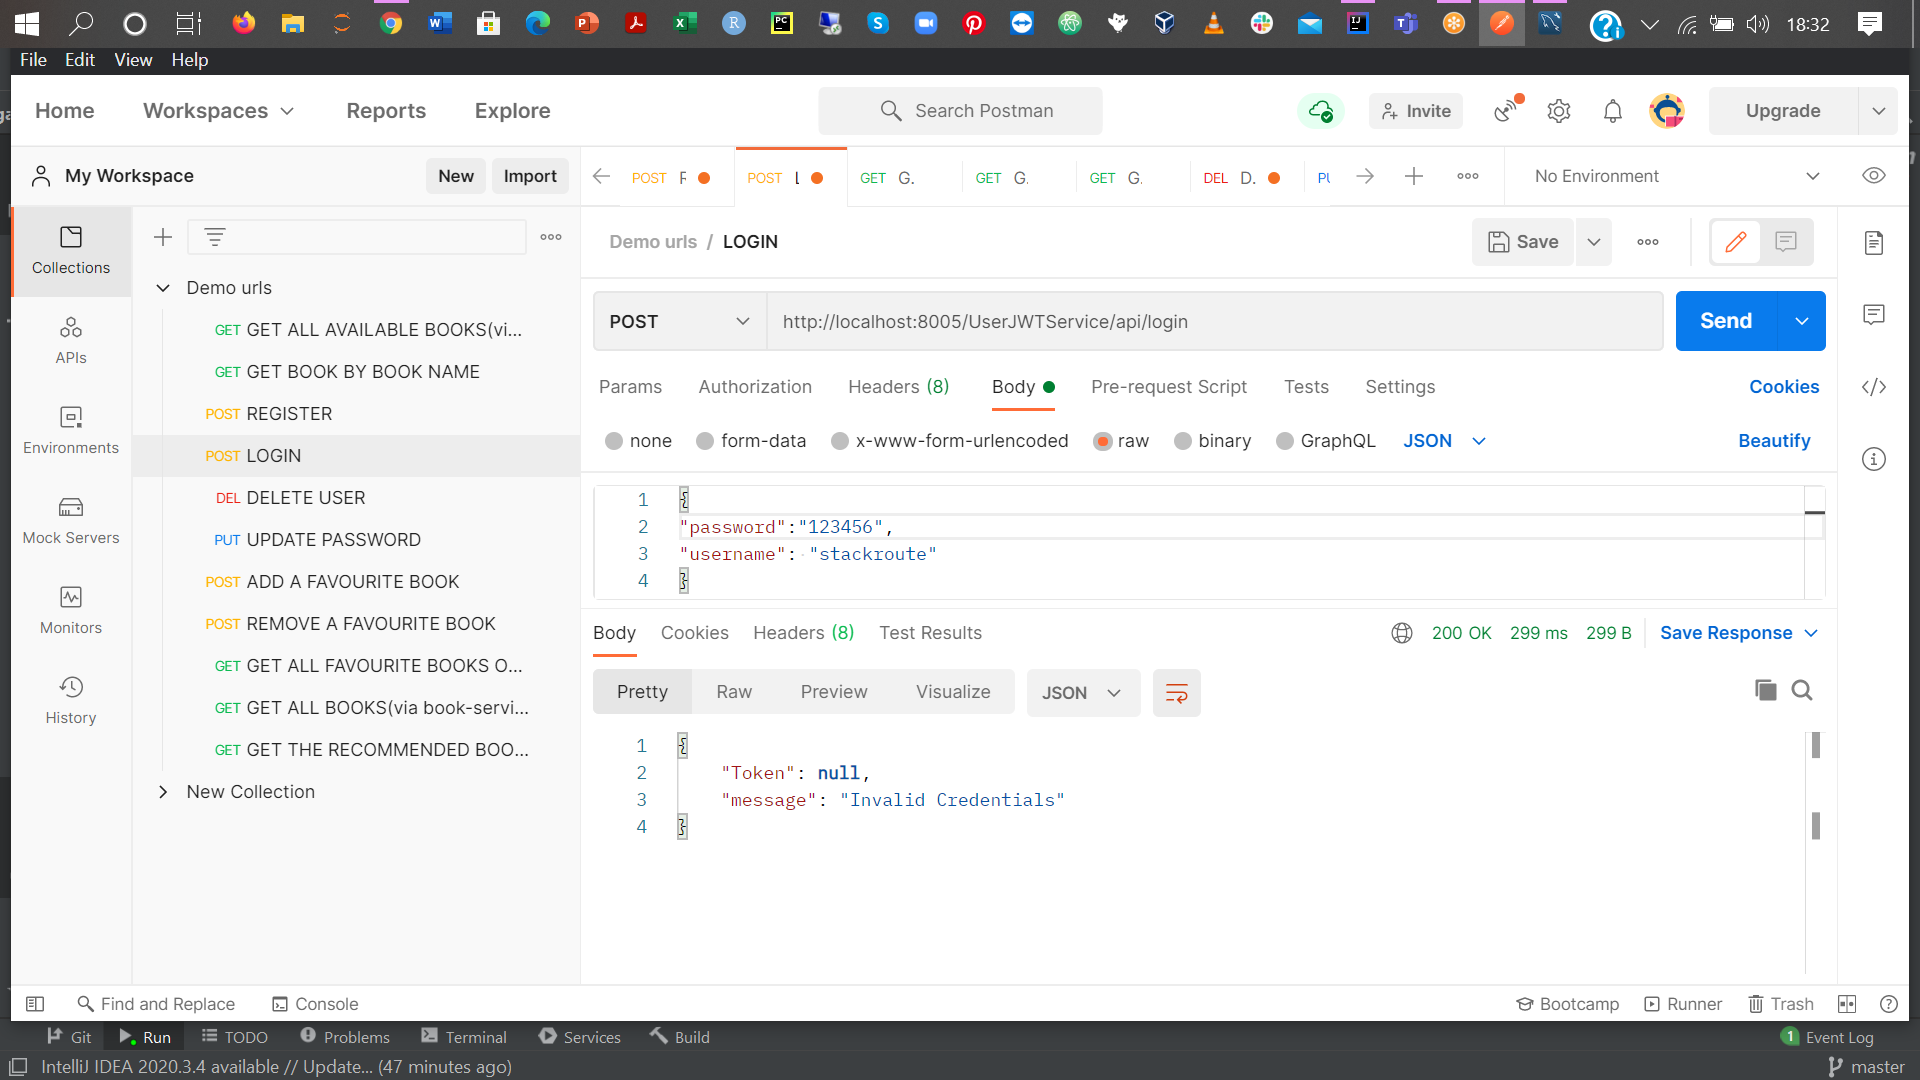 18:32
File Edit View Help
Home Workspaces Reports Explore Search Postman Invite Upgrade
My Workspace New Import POST POST GET G. GET G. GET G. DEL D. No Environment
Collections
APIs
Environments
Mock Servers
Monitors
History
Demo urls
GET GET ALL AVAILABLE BOOKS(vi...
GET GET BOOK BY BOOK NAME
POST REGISTER
POST LOGIN
DEL DELETE USER
PUT UPDATE PASSWORD
POST ADD A FAVOURITE BOOK
POST REMOVE A FAVOURITE BOOK
GET GET ALL FAVOURITE BOOKS O...
GET GET ALL BOOKS(via book-servi...
GET GET THE RECOMMENDED BOO...
New Collection
Demo urls / LOGIN Save
POST http://localhost:8005/UserJWTService/api/login Send
Params Authorization Headers (8) Body Pre-request Script Tests Settings Cookies
none form-data x-www-form-urlencoded raw binary GraphQL JSON Beautify
1 {
2 "password":"123456",
3 "username": "stackroute"
4 }
Body Cookies Headers (8) Test Results 200 OK 299 ms 299 B Save Response
Pretty Raw Preview Visualize JSON
1 {
2 "Token": null,
3 "message": "Invalid Credentials"
4 }
Find and Replace Console Bootcamp Runner Trash
Git Run TODO Problems Terminal Services Build 1 Event Log
IntelliJ IDEA 2020.3.4 available // Update... (47 minutes ago) master